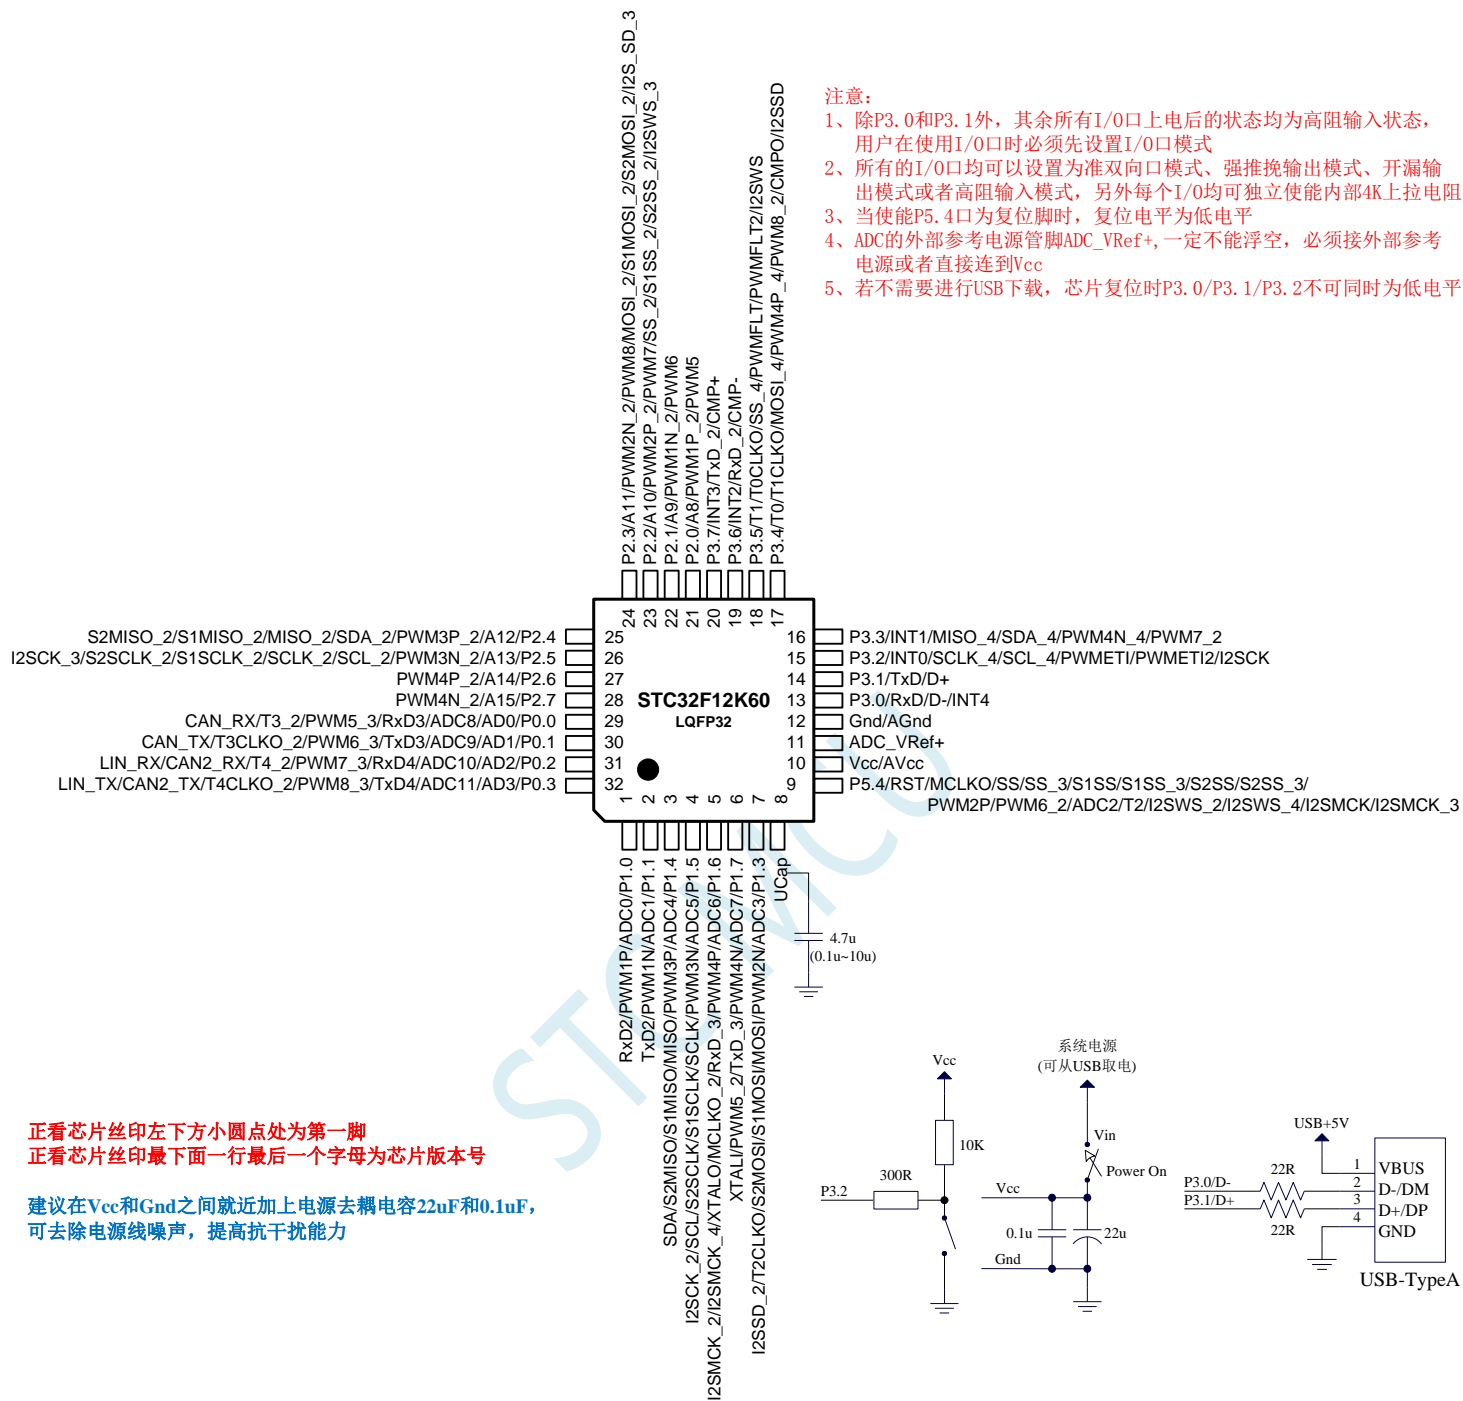 P2.3/A11/PWM2N_2/PWM8/MOSI_2/S1MOSI_2/S2MOSI_2/I2S_SD_3
P2.2/A10/PWM2P_2/PWM7/SS_2/S1SS_2/S2SS_2/I2SWS_3
P2.1/A9/PWM1N_2/PWM6
P2.0/A8/PWM1P_2/PWM5
P3.7/INT3/TxD_2/CMP+
P3.6/INT2/RxD_2/CMP-
P3.5/T1/T0CLKO/SS_4/PWMFLT/PWMFLT2/I2SWS
P3.4/T0/T1CLKO/MOSI_4/PWM4P_4/PWM8_2/CMPO/I2SSD
注意：
1、除P3.0和P3.1外，其余所有I/O口上电后的状态均为高阻输入状态，
用户在使用I/O口时必须先设置I/O口模式
2、所有的I/O口均可以设置为准双向口模式、强推挽输出模式、开漏输
出模式或者高阻输入模式，另外每个I/O均可独立使能内部4K上拉电阻
3、当使能P5.4口为复位脚时，复位电平为低电平
4、ADC的外部参考电源管脚ADC_VRef+,一定不能浮空，必须接外部参考
电源或者直接连到Vcc
5、若不需要进行USB下载，芯片复位时P3.0/P3.1/P3.2不可同时为低电平
24 23 22 21 20 19 18 17
S2MISO_2/S1MISO_2/MISO_2/SDA_2/PWM3P_2/A12/P2.4 25
I2SCK_3/S2SCLK_2/S1SCLK_2/SCLK_2/SCL_2/PWM3N_2/A13/P2.5 26
PWM4P_2/A14/P2.6 27
PWM4N_2/A15/P2.7 28
CAN_RX/T3_2/PWM5_3/RxD3/ADC8/AD0/P0.0 29
CAN_TX/T3CLKO_2/PWM6_3/TxD3/ADC9/AD1/P0.1 30
LIN_RX/CAN2_RX/T4_2/PWM7_3/RxD4/ADC10/AD2/P0.2 31
LIN_TX/CAN2_TX/T4CLKO_2/PWM8_3/TxD4/ADC11/AD3/P0.3 32
STC32F12K60
LQFP32
16 P3.3/INT1/MISO_4/SDA_4/PWM4N_4/PWM7_2
15 P3.2/INT0/SCLK_4/SCL_4/PWMETI/PWMETI2/I2SCK
14 P3.1/TxD/D+
13 P3.0/RxD/D-/INT4
12 Gnd/AGnd
11 ADC_VRef+
10 Vcc/AVcc
9 P5.4/RST/MCLKO/SS/SS_3/S1SS/S1SS_3/S2SS/S2SS_3/
PWM2P/PWM6_2/ADC2/T2/I2SWS_2/I2SWS_4/I2SMCK/I2SMCK_3
1 2 3 4 5 6 7 8
RxD2/PWM1P/ADC0/P1.0
TxD2/PWM1N/ADC1/P1.1
SDA/S2MISO/S1MISO/MISO/PWM3P/ADC4/P1.4
I2SCK_2/SCL/S2SCLK/S1SCLK/SCLK/PWM3N/ADC5/P1.5
I2SMCK_2/I2SMCK_4/XTALO/MCLKO_2/RxD_3/PWM4P/ADC6/P1.6
XTALI/PWM5_2/TxD_3/PWM4N/ADC7/P1.7
I2SSD_2/T2CLKO/S2MOSI/S1MOSI/MOSI/PWM2N/ADC3/P1.3
UCap
4.7u
(0.1u~10u)
STCMCU
正看芯片丝印左下方小圆点处为第一脚
正看芯片丝印最下面一行最后一个字母为芯片版本号
建议在Vcc和Gnd之间就近加上电源去耦电容22uF和0.1uF，
可去除电源线噪声，提高抗干扰能力
Vcc
10K
300R
P3.2
系统电源
(可从USB取电)
Vin
Power On
Vcc
0.1u
22u
Gnd
USB+5V
P3.0/D-
P3.1/D+
22R
22R
1 VBUS
2 D-/DM
3 D+/DP
4 GND
USB-TypeA